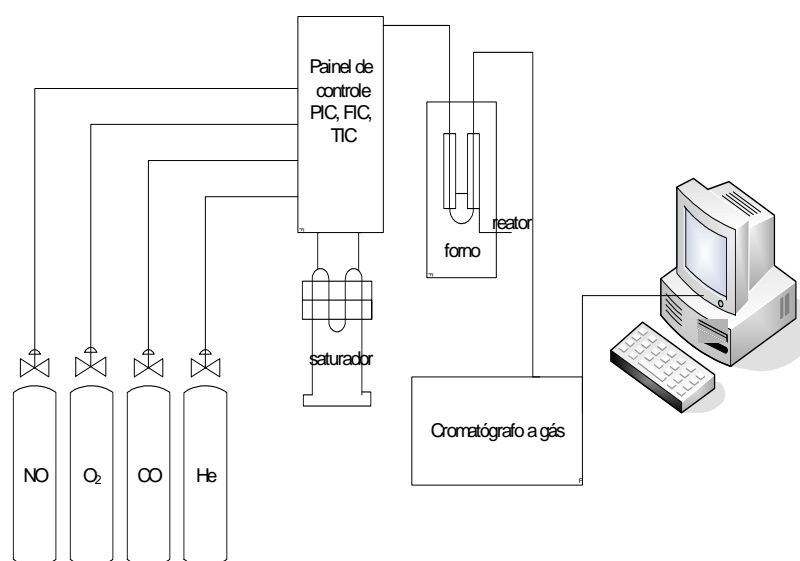 Painel de
controle
PIC, FIC,
TIC
reator
forno
saturador
Cromatógrafo a gás
NO
O₂
CO
He